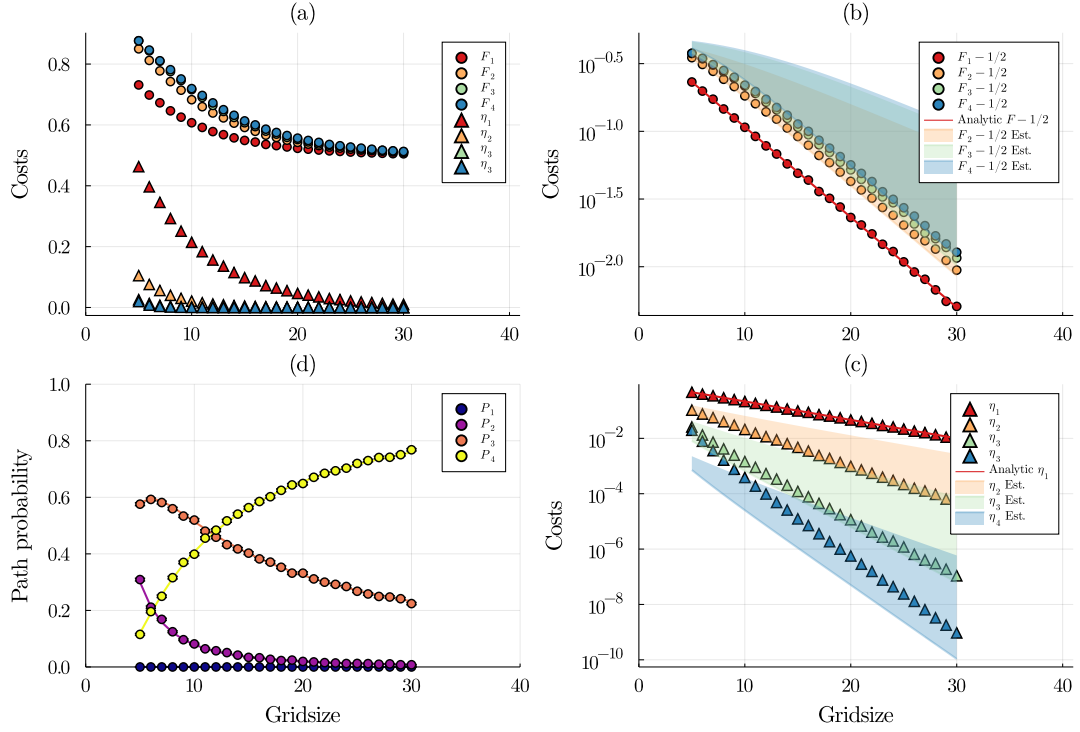 (a)
Costs
0.8
0.6
0.4
0.2
0.0
0
10
20
30
40
F₁
F₂
F₃
F₄
η₁
η₂
η₃
η₃
(b)
Costs
10^−0.5
10^−1.0
10^−1.5
10^−2.0
0
10
20
30
40
F₁ − 1/2
F₂ − 1/2
F₃ − 1/2
F₄ − 1/2
Analytic F − 1/2
F₂ − 1/2 Est.
F₃ − 1/2 Est.
F₄ − 1/2 Est.
(d)
Path probability
1.0
0.8
0.6
0.4
0.2
0.0
0
10
20
30
40
Gridsize
P₁
P₂
P₃
P₄
(c)
Costs
10^−2
10^−4
10^−6
10^−8
10^−10
0
10
20
30
40
Gridsize
η₁
η₂
η₃
η₃
Analytic η₁
η₂ Est.
η₃ Est.
η₄ Est.